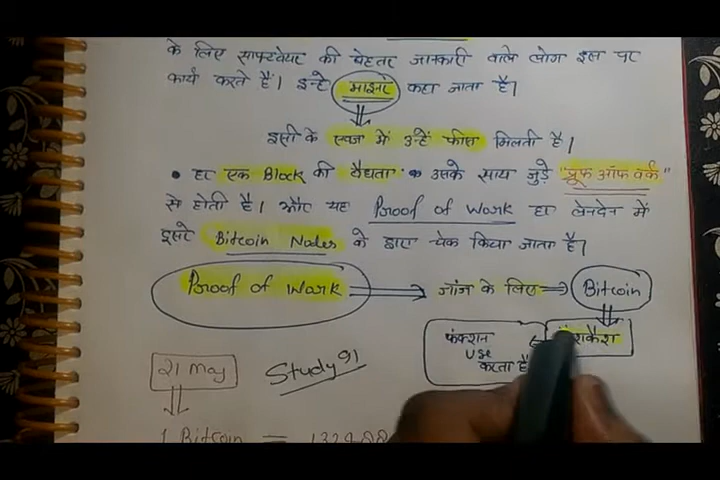 के लिए साफ्टवेयर की बेहतर जानकारी वाले लोग इस पर
कार्य करते हैं। इन्हें माइनर कहा जाता है।
इसी के एवज में उन्हें फीस मिलती है।
• हर एक Block की वैद्यता उसके साथ जुड़े "प्रूफ ऑफ वर्क"
से होती है। और यह Proof of Work हर लेनदेन में
दूसरे Bitcoin Nodes के द्वारा चेक किया जाता है।
Proof of Work जांच के लिए Bitcoin
फंक्शन
use
करता है
21 May
Study91
1 Bitcoin =